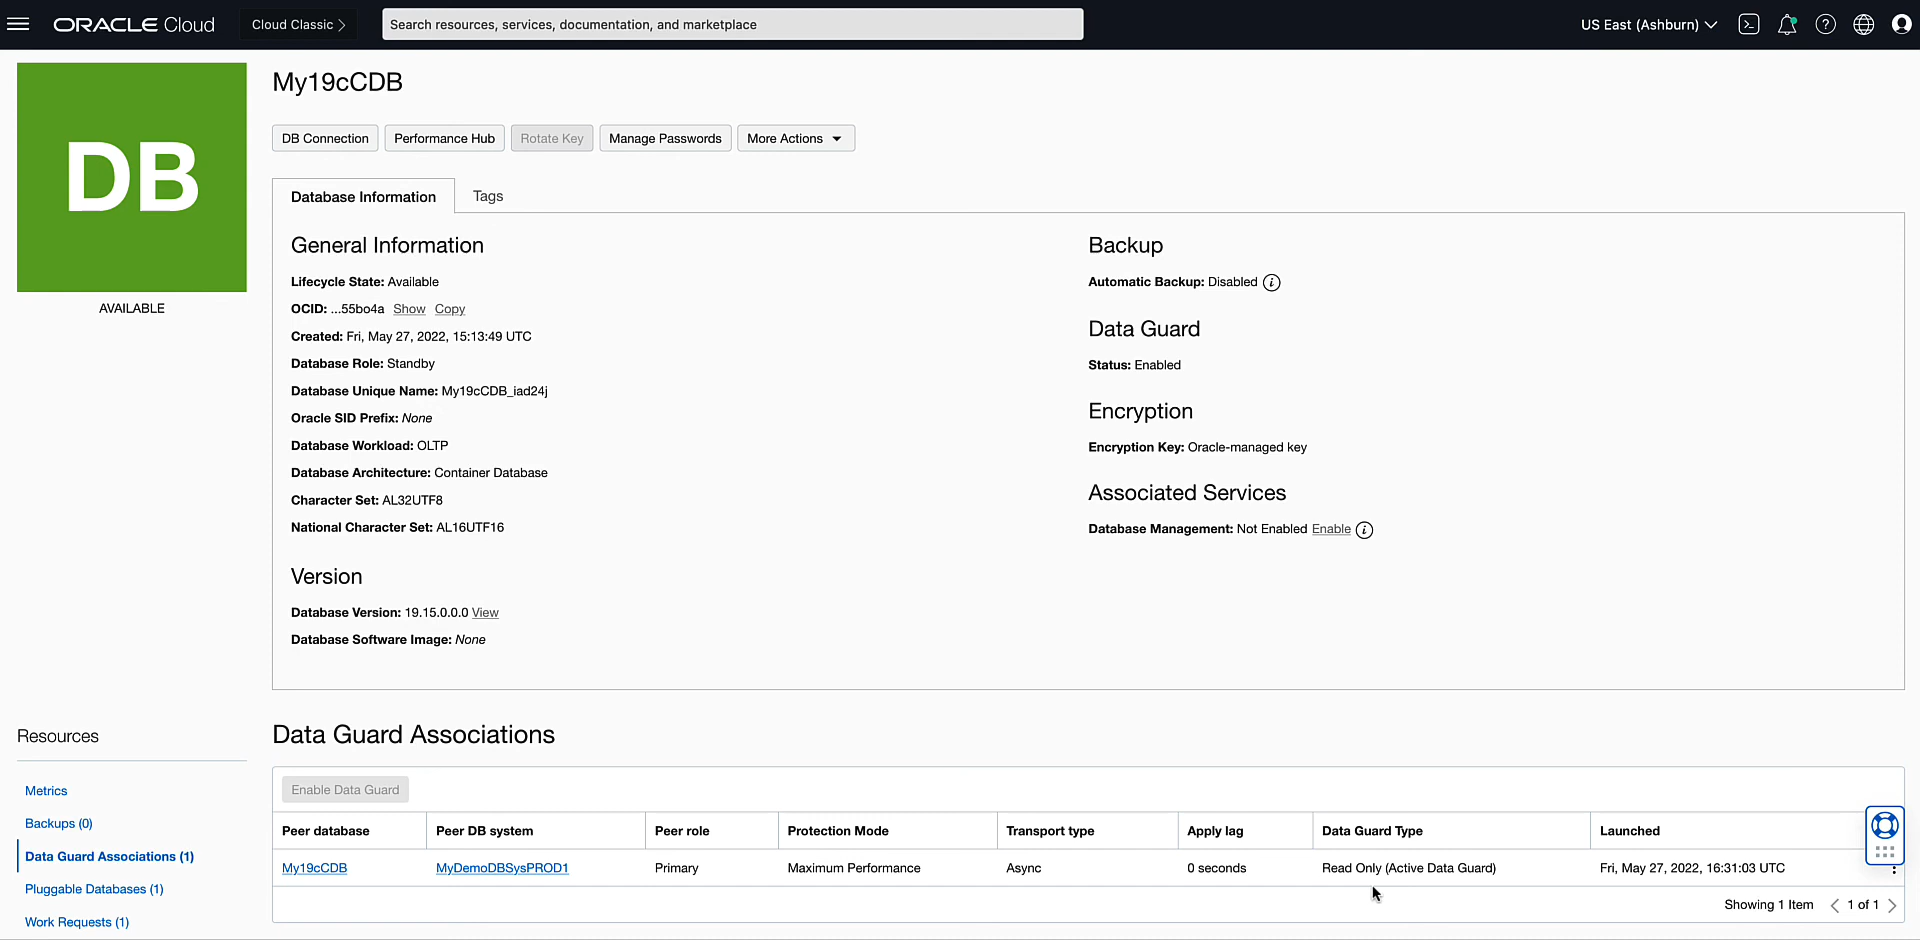 ORACLE Cloud
Cloud Classic
Search resources, services, documentation, and marketplace
US East (Ashburn)
DB
AVAILABLE
My19cCDB
DB Connection
Performance Hub
Rotate Key
Manage Passwords
More Actions
Database Information
Tags
General Information
Lifecycle State: Available
OCID: ...55bo4a Show Copy
Created: Fri, May 27, 2022, 15:13:49 UTC
Database Role: Standby
Database Unique Name: My19cCDB_iad24j
Oracle SID Prefix: None
Database Workload: OLTP
Database Architecture: Container Database
Character Set: AL32UTF8
National Character Set: AL16UTF16
Version
Database Version: 19.15.0.0.0 View
Database Software Image: None
Backup
Automatic Backup: Disabled
Data Guard
Status: Enabled
Encryption
Encryption Key: Oracle-managed key
Associated Services
Database Management: Not Enabled Enable
Resources
Metrics
Backups (0)
Data Guard Associations (1)
Pluggable Databases (1)
Work Requests (1)
Data Guard Associations
Enable Data Guard
Peer database Peer DB system Peer role Protection Mode Transport type Apply lag Data Guard Type Launched
My19cCDB MyDemoDBSysPROD1 Primary Maximum Performance Async 0 seconds Read Only (Active Data Guard) Fri, May 27, 2022, 16:31:03 UTC
Showing 1 Item 1 of 1